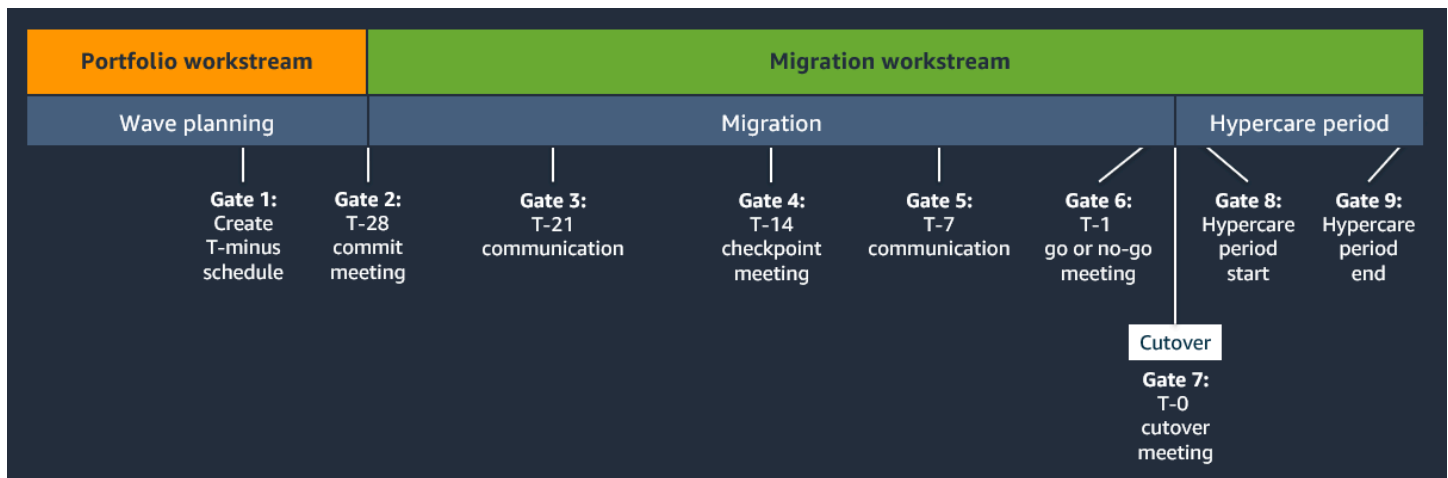 Portfolio workstream
Migration workstream
Wave planning
Migration
Hypercare period
Gate 1:
Create
T-minus
schedule
Gate 2:
T-28
commit
meeting
Gate 3:
T-21
communication
Gate 4:
T-14
checkpoint
meeting
Gate 5:
T-7
communication
Gate 6:
T-1
go or no-go
meeting
Gate 8:
Hypercare
period
start
Gate 9:
Hypercare
period
end
Cutover
Gate 7:
T-0
cutover
meeting